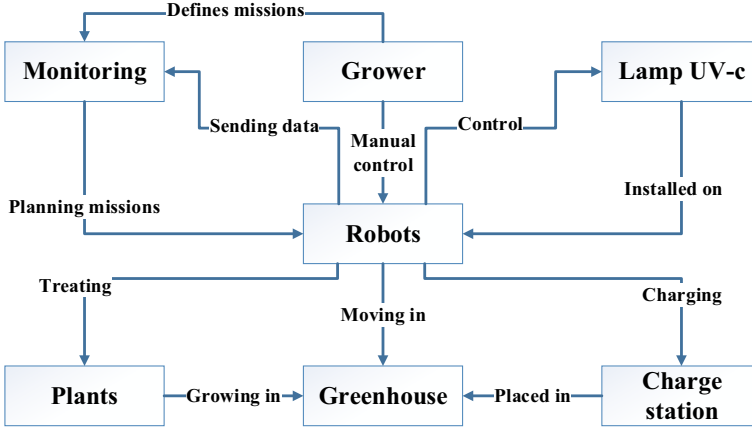 Defines missions
Monitoring
Grower
Lamp UV-c
Sending data
Manual
control
Control
Planning missions
Installed on
Robots
Treating
Moving in
Charging
Plants
Growing in
Greenhouse
Placed in
Charge
station